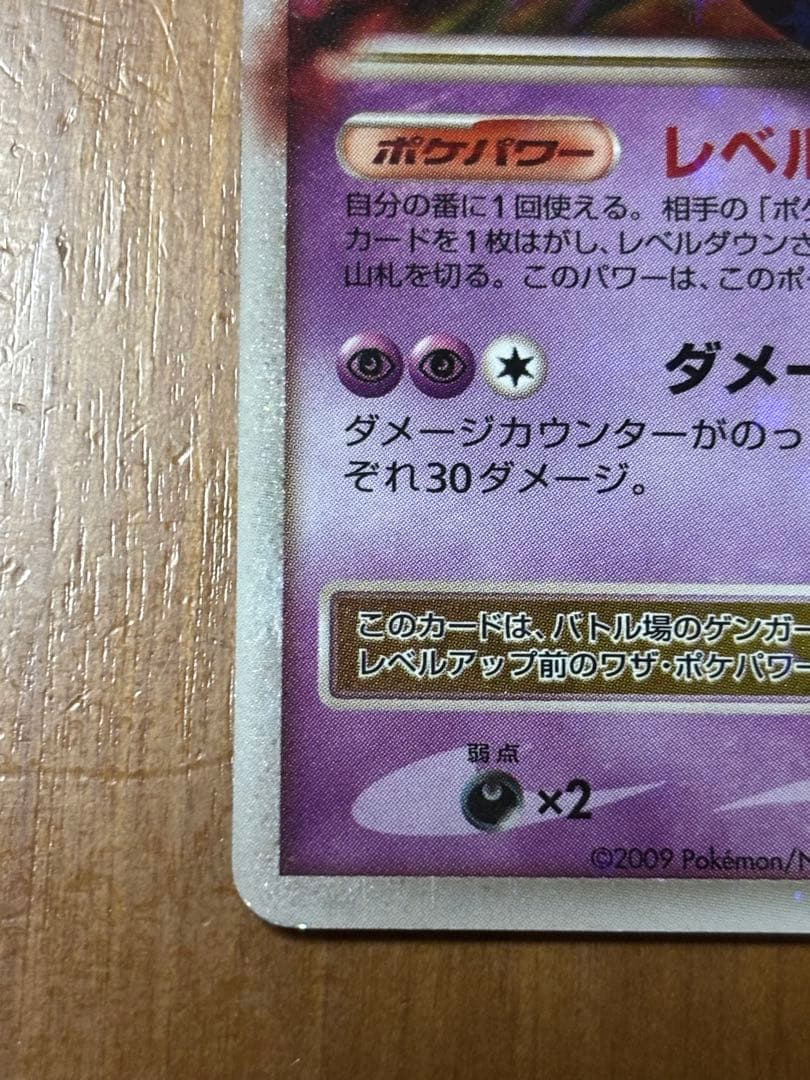 ポケパワー
レベル
自分の番に1回使える。相手の「ポケ
カードを1枚はがし、レベルダウンさ
山札を切る。このパワーは、このポ
ダメー
ダメージカウンターがのっ
ぞれ30ダメージ。
このカードは、バトル場のゲンガー
レベルアップ前のワザ・ポケパワー
弱点
×2
©2009 Pokémon/N